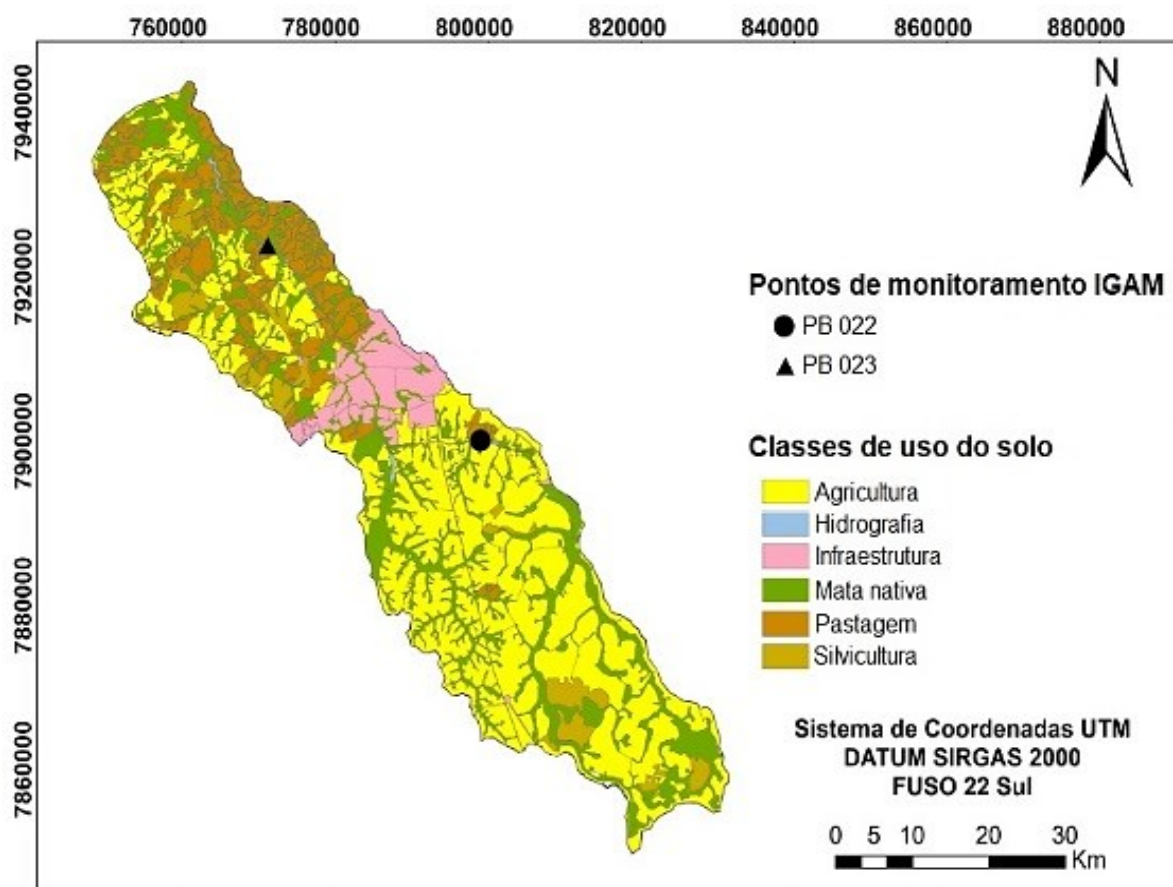 760000 780000 800000 820000 840000 860000 880000
7940000
7920000
7900000
7880000
7860000
N
Pontos de monitoramento IGAM
PB 022
PB 023
Classes de uso do solo
Agricultura
Hidrografia
Infraestrutura
Mata nativa
Pastagem
Silvicultura
Sistema de Coordenadas UTM
DATUM SIRGAS 2000
FUSO 22 Sul
0 5 10 20 30
Km